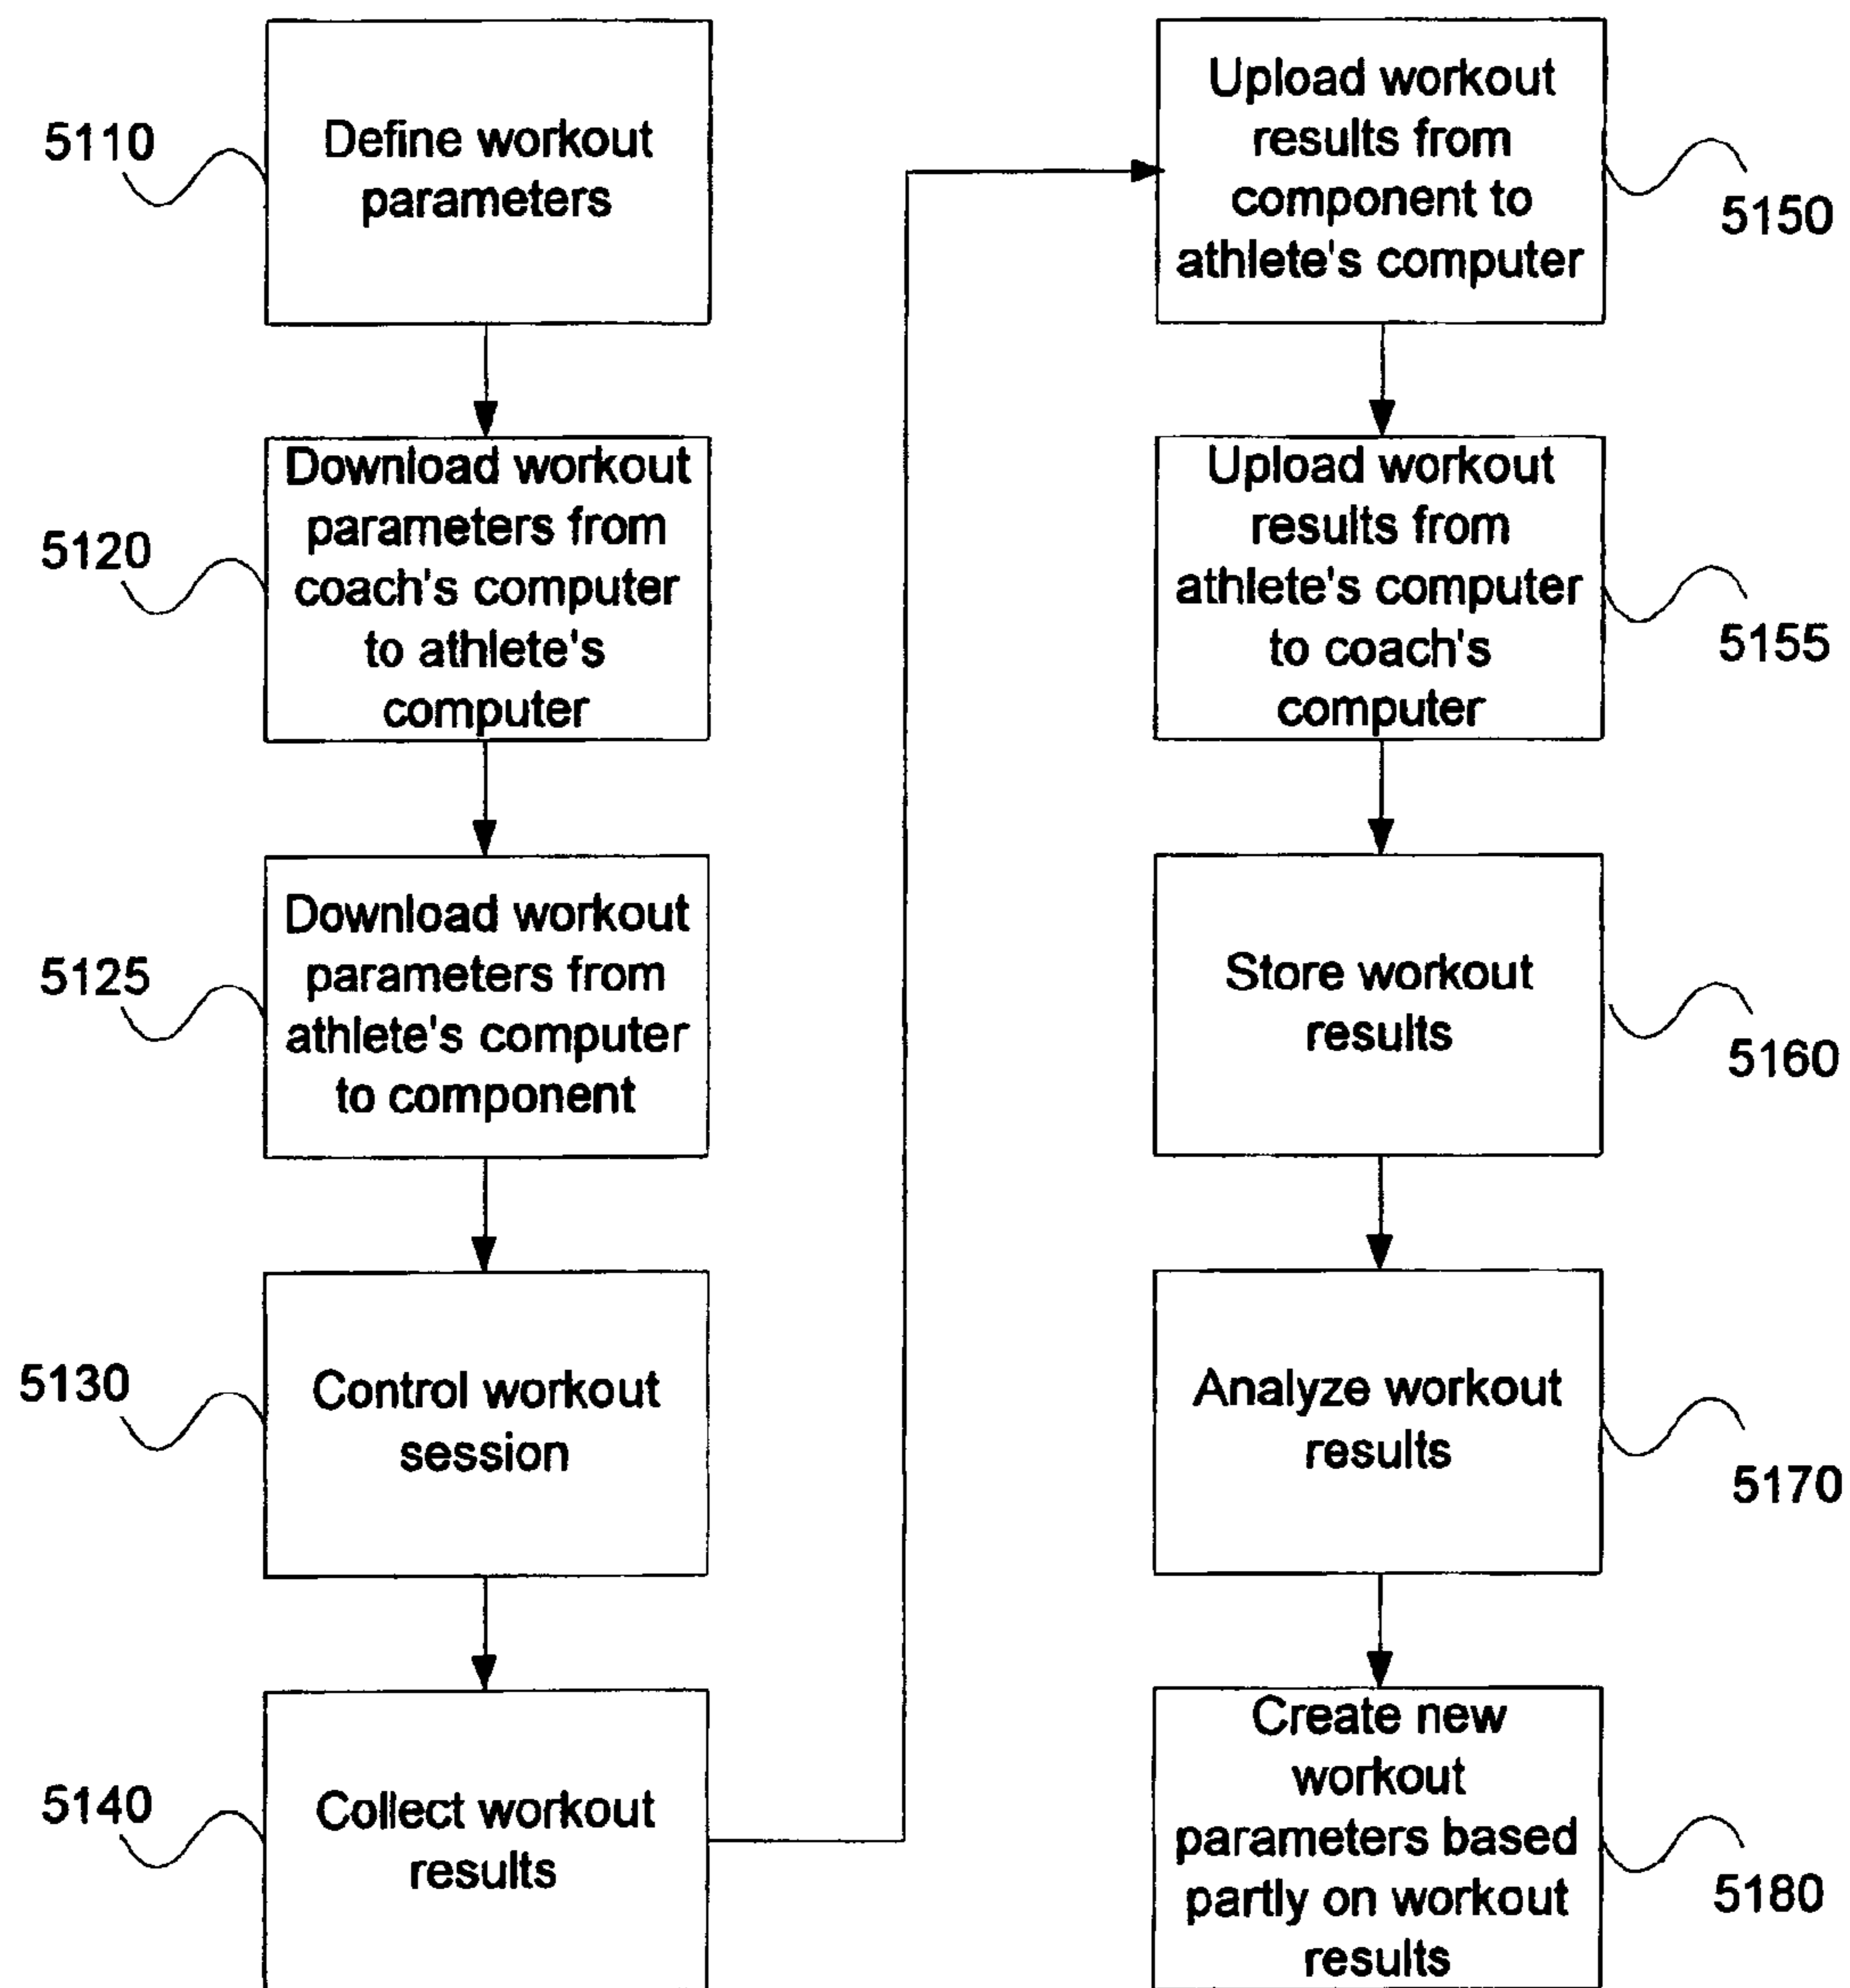 5110
Define workout
parameters
5120
Download workout
parameters from
coach's computer
to athlete's
computer
5125
Download workout
parameters from
athlete's computer
to component
5130
Control workout
session
5140
Collect workout
results
Upload workout
results from
component to
athlete's computer
5150
Upload workout
results from
athlete's computer
to coach's
computer
5155
Store workout
results
5160
Analyze workout
results
5170
Create new
workout
parameters based
partly on workout
results
5180